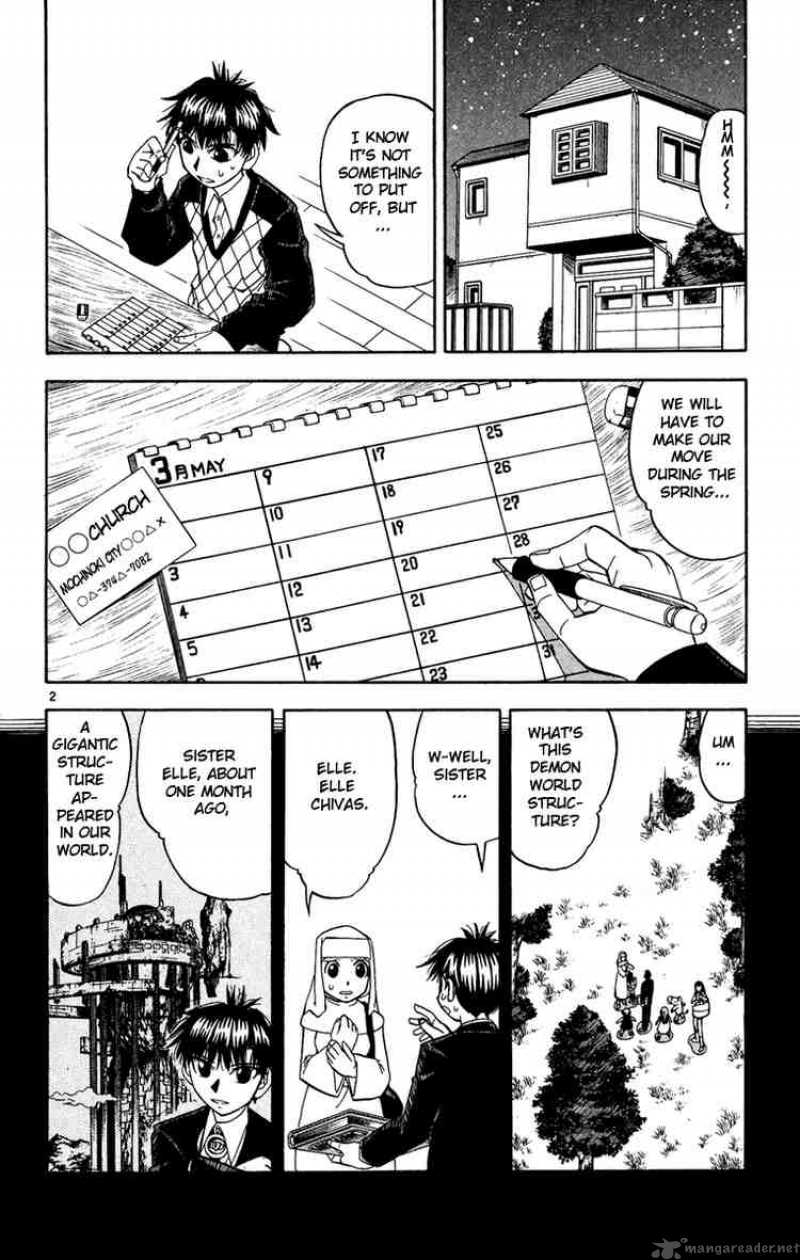 HMM~~~,
I KNOW
IT'S NOT
SOMETHING
TO PUT
OFF, BUT
...
WE WILL
HAVE TO
MAKE OUR
MOVE
DURING THE
SPRING...
3月 MAY
3
4
5
9
10
11
12
13
14
17
18
19
20
21
22
23
25
26
27
28
31
○○CHURCH
MOCHINOKI CITY○○△×
○△-374△-7082
2
UM
...
WHAT'S
THIS
DEMON
WORLD
STRUC-
TURE?
W-WELL,
SISTER
...
ELLE.
ELLE
CHIVAS.
SISTER
ELLE, ABOUT
ONE MONTH
AGO,
A
GIGANTIC
STRUC-
TURE
AP-
PEARED
IN OUR
WORLD.
mangareader.net